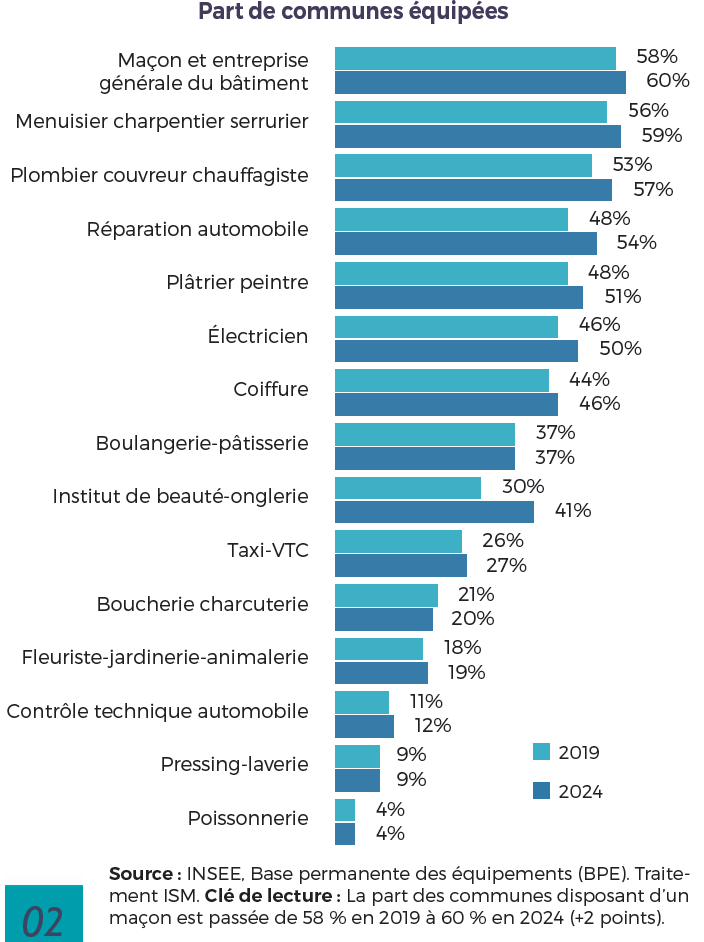 Part de communes équipées
Maçon et entreprise
générale du bâtiment
58%
60%
Menuisier charpentier serrurier
56%
59%
Plombier couvreur chauffagiste
53%
57%
Réparation automobile
48%
54%
Plâtrier peintre
48%
51%
Électricien
46%
50%
Coiffure
44%
46%
Boulangerie-pâtisserie
37%
37%
Institut de beauté-onglerie
30%
41%
Taxi-VTC
26%
27%
Boucherie charcuterie
21%
20%
Fleuriste-jardinerie-animalerie
18%
19%
Contrôle technique automobile
11%
12%
Pressing-laverie
9%
9%
Poissonnerie
4%
4%
2019
2024
Source : INSEE, Base permanente des équipements (BPE). Traite-
ment ISM. Clé de lecture : La part des communes disposant d’un
maçon est passée de 58 % en 2019 à 60 % en 2024 (+2 points).
02